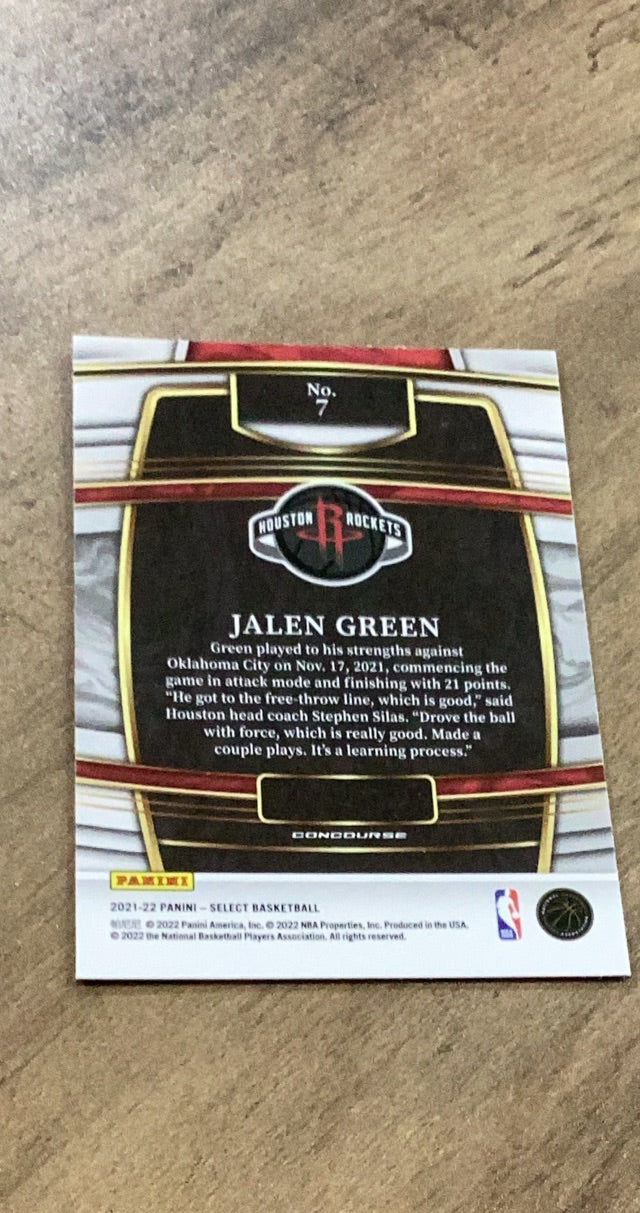 No.
7
HOUSTON R ROCKETS
JALEN GREEN
Green played to his strengths against
Oklahoma City on Nov. 17, 2021, commencing the
game in attack mode and finishing with 21 points.
“He got to the free-throw line, which is good,” said
Houston head coach Stephen Silas. “Drove the ball
with force, which is really good. Made a
couple plays. It’s a learning process.”
CONCOURSE
PANINI
2021-22 PANINI – SELECT BASKETBALL
© 2022 Panini America, Inc. © 2022 NBA Properties, Inc. Produced in the USA.
© 2022 the National Basketball Players Association. All rights reserved.